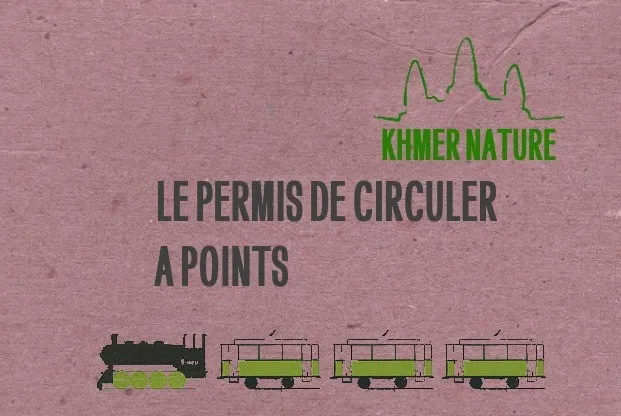 KHMER NATURE
LE PERMIS DE CIRCULER
A POINTS